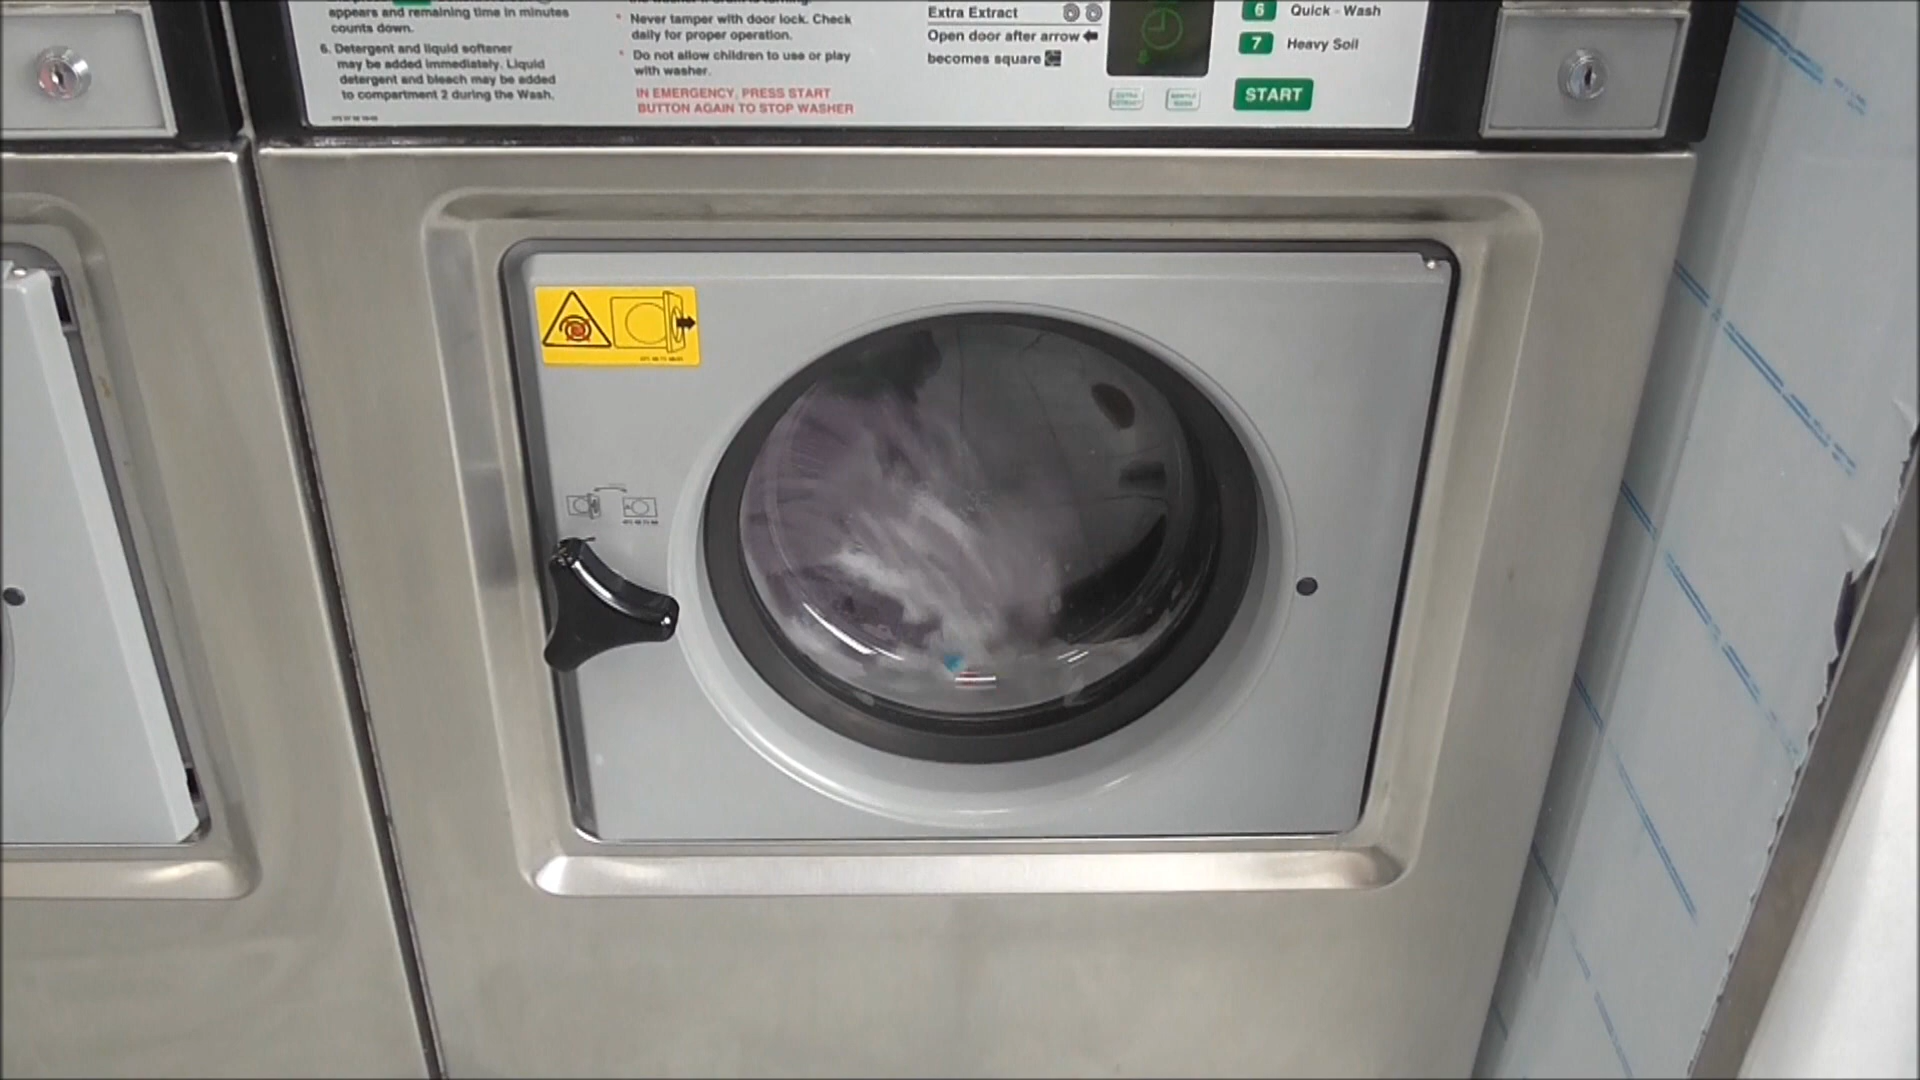 appears and remaining time in minutes
counts down.
6. Detergent and liquid softener
may be added immediately. Liquid
detergent and bleach may be added
to compartment 2 during the Wash.
* Never tamper with door lock. Check
daily for proper operation.
* Do not allow children to use or play
with washer.
IN EMERGENCY, PRESS START
BUTTON AGAIN TO STOP WASHER
Extra Extract
Open door after arrow
becomes square
6 Quick - Wash
7 Heavy Soil
START